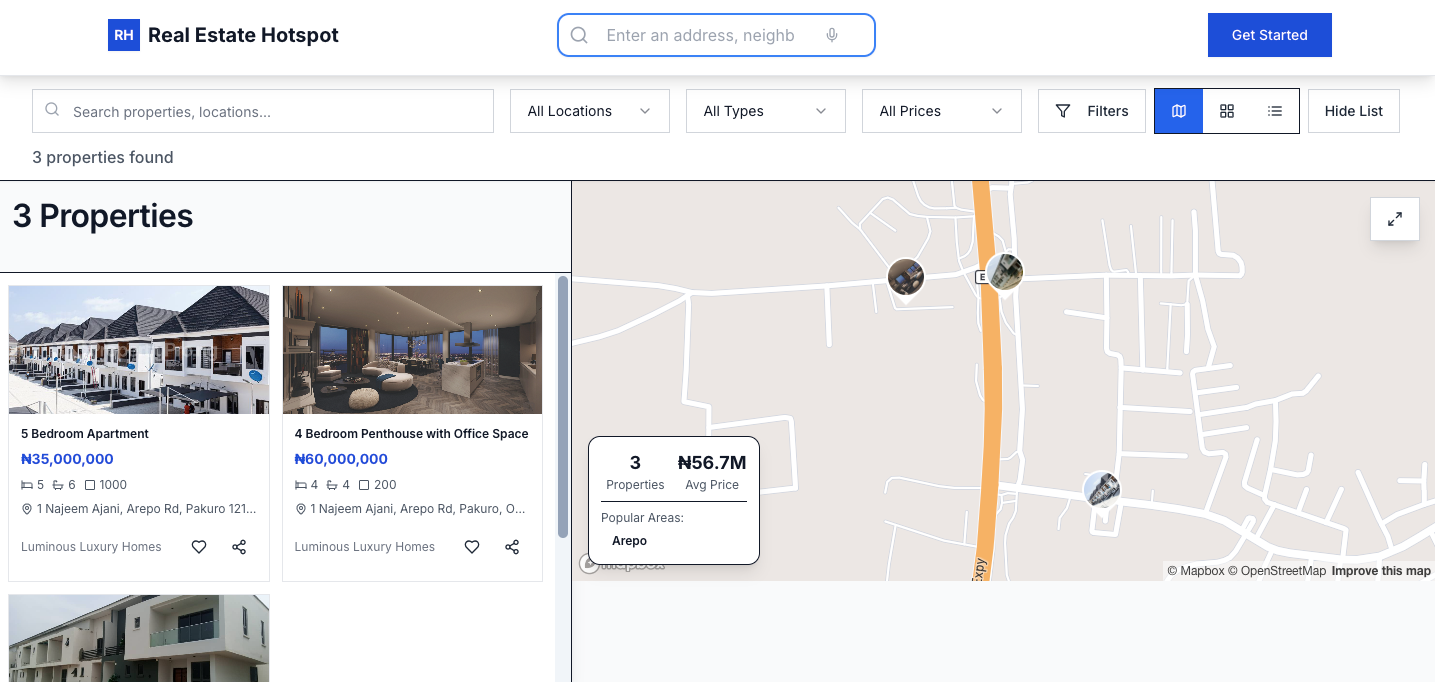 RH Real Estate Hotspot
Enter an address, neighb
Get Started
Search properties, locations...
All Locations
All Types
All Prices
Filters
Hide List
3 properties found
3 Properties
5 Bedroom Apartment
₦35,000,000
5 6 1000
1 Najeem Ajani, Arepo Rd, Pakuro 121...
Luminous Luxury Homes
4 Bedroom Penthouse with Office Space
₦60,000,000
4 4 200
1 Najeem Ajani, Arepo Rd, Pakuro, O...
Luminous Luxury Homes
E
3 ₦56.7M
Properties Avg Price
Popular Areas:
Arepo
mapbox
Expy
© Mapbox © OpenStreetMap Improve this map